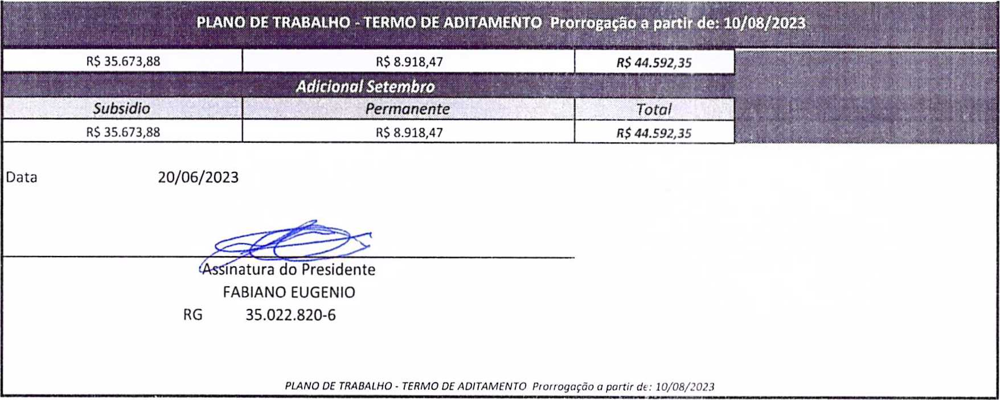 PLANO DE TRABALHO - TERMO DE ADITAMENTO Prorrogação a partir de: 10/08/2023
R$ 35.673,88 R$ 8.918,47 R$ 44.592,35
Adicional Setembro
Subsidio Permanente Total
R$ 35.673,88 R$ 8.918,47 R$ 44.592,35
Data 20/06/2023
Assinatura do Presidente
FABIANO EUGENIO
RG 35.022.820-6
PLANO DE TRABALHO - TERMO DE ADITAMENTO Prorrogação a partir de: 10/08/2023